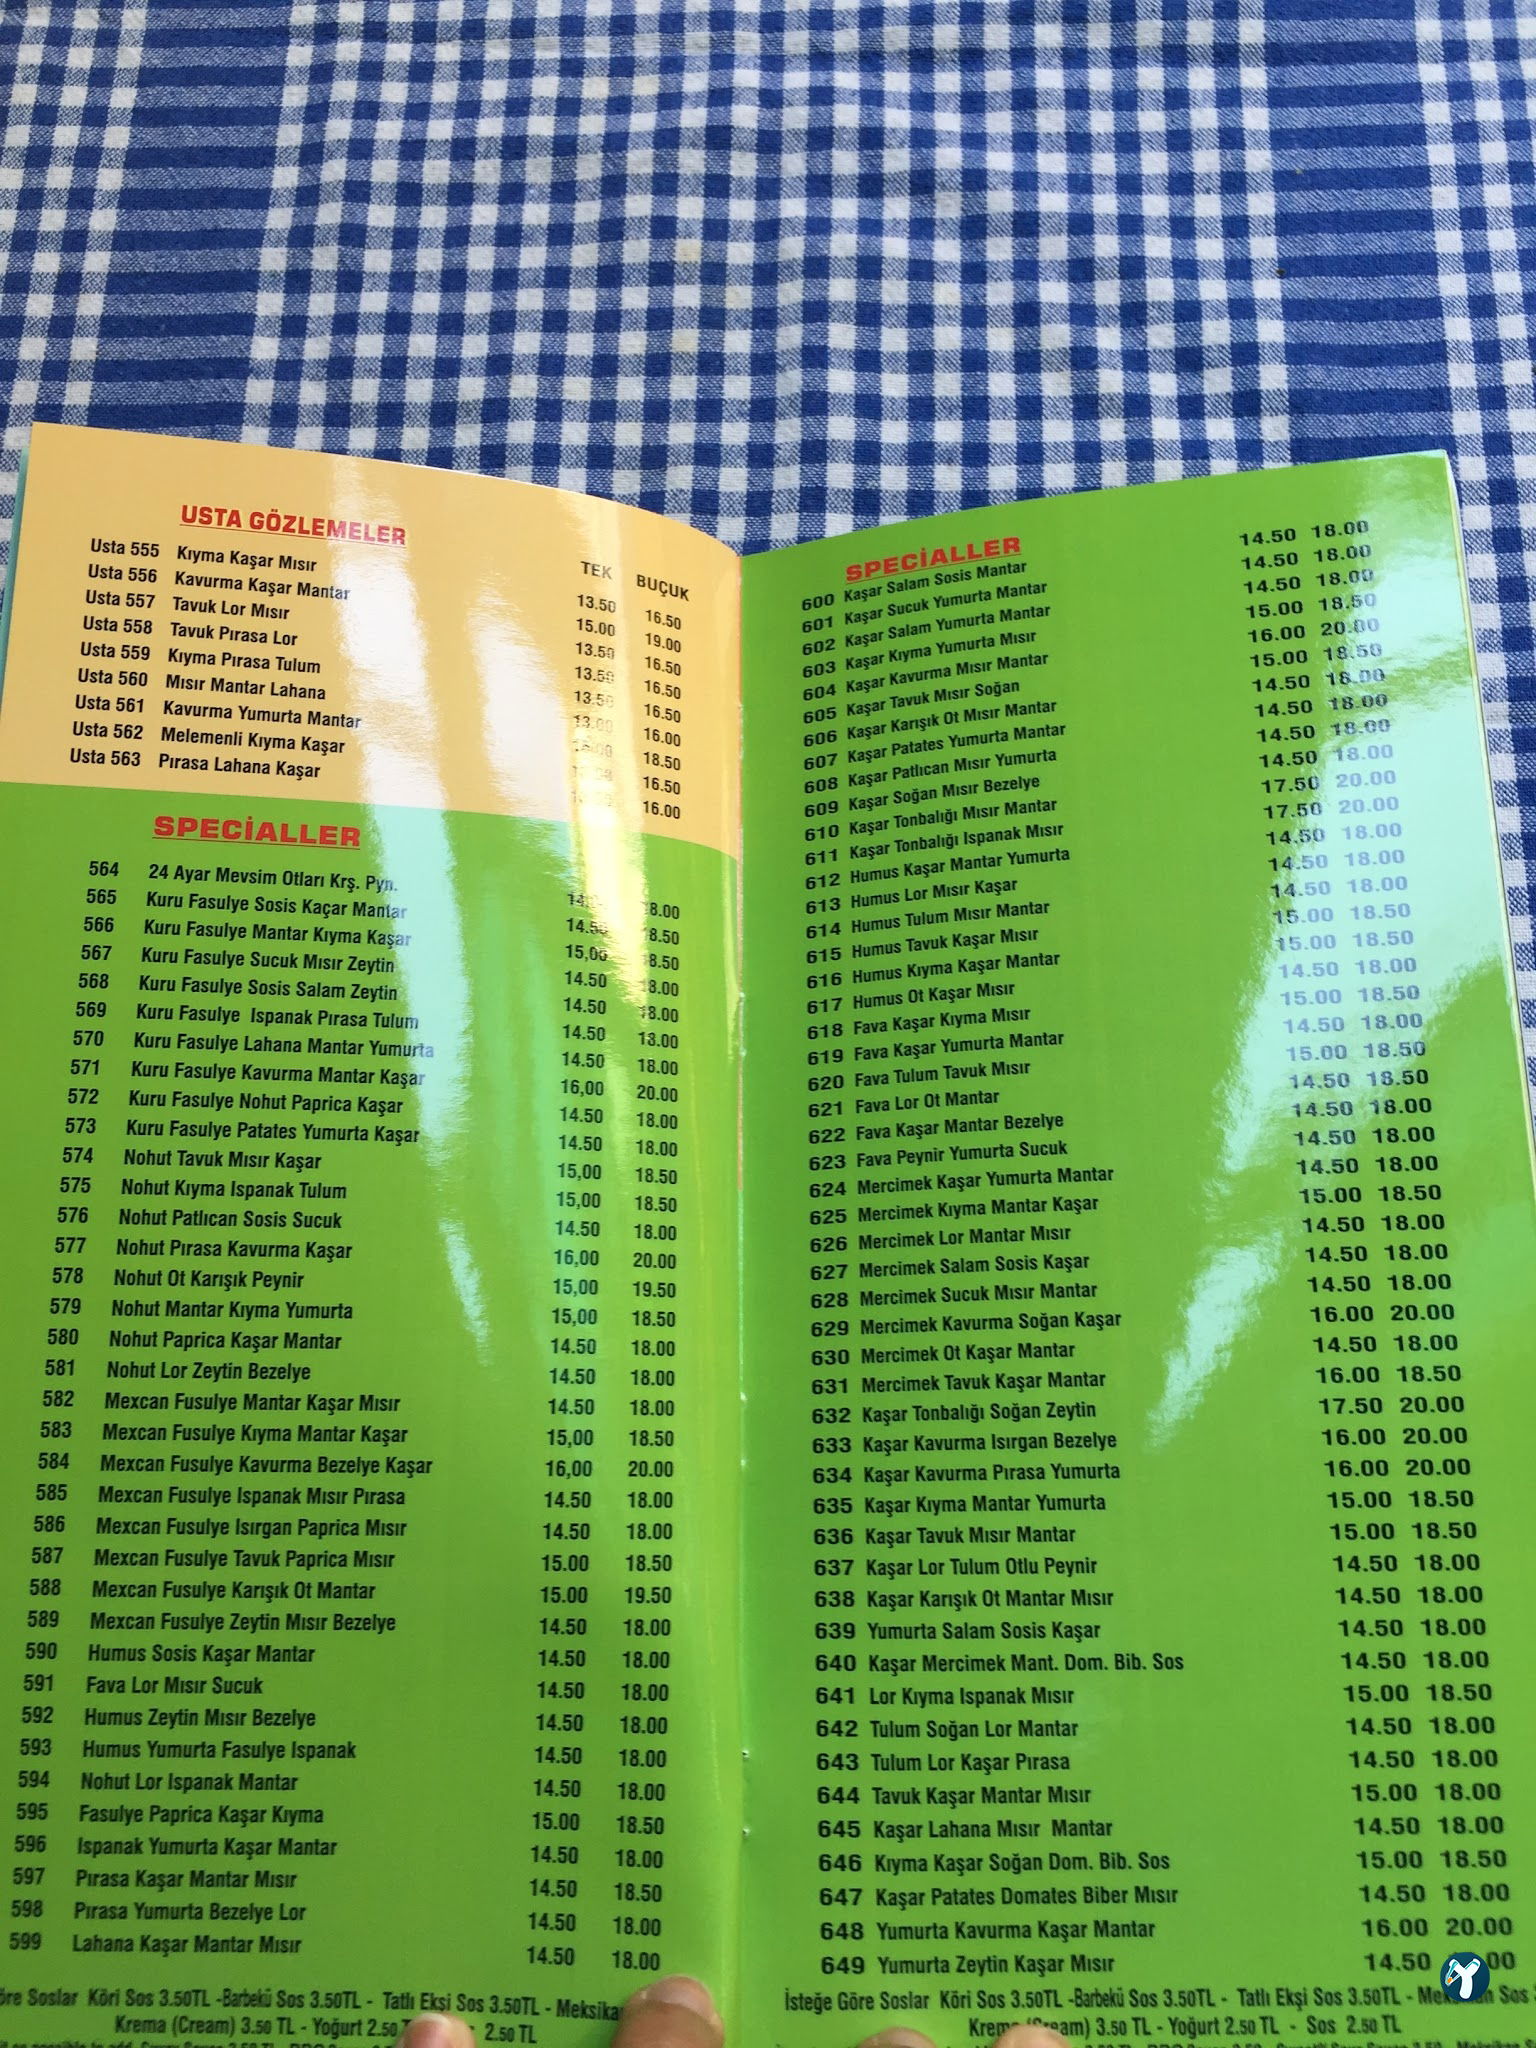 USTA GÖZLEMELER
TEK BUÇUK
Usta 555 Kıyma Kaşar Mısır 13.50 16.50
Usta 556 Kavurma Kaşar Mantar 15.00 19.00
Usta 557 Tavuk Lor Mısır 13.50 16.50
Usta 558 Tavuk Pırasa Lor 13.50 16.50
Usta 559 Kıyma Pırasa Tulum 13.50 16.50
Usta 560 Mısır Mantar Lahana 13.00 16.00
Usta 561 Kavurma Yumurta Mantar 18.50
Usta 562 Melemenli Kıyma Kaşar 16.50
Usta 563 Pırasa Lahana Kaşar 16.00
SPECİALLER
564 24 Ayar Mevsim Otları Krş. Pyn. 18.00
565 Kuru Fasulye Sosis Kaçar Mantar 14.50 18.50
566 Kuru Fasulye Mantar Kıyma Kaşar 15,00 18.50
567 Kuru Fasulye Sucuk Mısır Zeytin 14.50 18.00
568 Kuru Fasulye Sosis Salam Zeytin 14.50 18.00
569 Kuru Fasulye Ispanak Pırasa Tulum 14.50 18.00
570 Kuru Fasulye Lahana Mantar Yumurta 14.50 18.00
571 Kuru Fasulye Kavurma Mantar Kaşar 16,00 20.00
572 Kuru Fasulye Nohut Paprica Kaşar 14.50 18.00
573 Kuru Fasulye Patates Yumurta Kaşar 14.50 18.00
574 Nohut Tavuk Mısır Kaşar 15,00 18.50
575 Nohut Kıyma Ispanak Tulum 15,00 18.50
576 Nohut Patlıcan Sosis Sucuk 14.50 18.00
577 Nohut Pırasa Kavurma Kaşar 16,00 20.00
578 Nohut Ot Karışık Peynir 15,00 19.50
579 Nohut Mantar Kıyma Yumurta 15,00 18.50
580 Nohut Paprica Kaşar Mantar 14.50 18.00
581 Nohut Lor Zeytin Bezelye 14.50 18.00
582 Mexcan Fusulye Mantar Kaşar Mısır 14.50 18.00
583 Mexcan Fusulye Kıyma Mantar Kaşar 15,00 18.50
584 Mexcan Fusulye Kavurma Bezelye Kaşar 16,00 20.00
585 Mexcan Fusulye Ispanak Mısır Pırasa 14.50 18.00
586 Mexcan Fusulye Isırgan Paprica Mısır 14.50 18.00
587 Mexcan Fusulye Tavuk Paprica Mısır 15.00 18.50
588 Mexcan Fusulye Karışık Ot Mantar 15.00 19.50
589 Mexcan Fusulye Zeytin Mısır Bezelye 14.50 18.00
590 Humus Sosis Kaşar Mantar 14.50 18.00
591 Fava Lor Mısır Sucuk 14.50 18.00
592 Humus Zeytin Mısır Bezelye 14.50 18.00
593 Humus Yumurta Fasulye Ispanak 14.50 18.00
594 Nohut Lor Ispanak Mantar 14.50 18.00
595 Fasulye Paprica Kaşar Kıyma 15.00 18.50
596 Ispanak Yumurta Kaşar Mantar 14.50 18.00
597 Pırasa Kaşar Mantar Mısır 14.50 18.50
598 Pırasa Yumurta Bezelye Lor 14.50 18.00
599 Lahana Kaşar Mantar Mısır 14.50 18.00
Soslar Köri Sos 3.50TL -Barbekü Sos 3.50TL - Tatlı Ekşi Sos 3.50TL -
Krema (Cream) 3.50 TL - Yoğurt 2.50 2.50 TL
SPECİALLER
600 Kaşar Salam Sosis Mantar 14.50 18.00
601 Kaşar Sucuk Yumurta Mantar 14.50 18.00
602 Kaşar Salam Yumurta Mantar 14.50 18.00
603 Kaşar Kıyma Yumurta Mısır 15.00 18.50
604 Kaşar Kavurma Mısır Mantar 16.00 20.00
605 Kaşar Tavuk Mısır Soğan 15.00 18.50
606 Kaşar Karışık Ot Mısır Mantar 14.50 18.00
607 Kaşar Patates Yumurta Mantar 14.50 18.00
608 Kaşar Patlıcan Mısır Yumurta 14.50 18.00
609 Kaşar Soğan Mısır Bezelye 14.50 18.00
610 Kaşar Tonbalığı Mısır Mantar 17.50 20.00
611 Kaşar Tonbalığı Ispanak Mısır 17.50 20.00
612 Humus Kaşar Mantar Yumurta 14.50 18.00
613 Humus Lor Mısır Kaşar 14.50 18.00
614 Humus Tulum Mısır Mantar 14.50 18.00
615 Humus Tavuk Kaşar Mısır 15.00 18.50
616 Humus Kıyma Kaşar Mantar 15.00 18.50
617 Humus Ot Kaşar Mısır 14.50 18.00
618 Fava Kaşar Kıyma Mısır 15.00 18.50
619 Fava Kaşar Yumurta Mantar 14.50 18.00
620 Fava Tulum Tavuk Mısır 15.00 18.50
621 Fava Lor Ot Mantar 14.50 18.50
622 Fava Kaşar Mantar Bezelye 14.50 18.00
623 Fava Peynir Yumurta Sucuk 14.50 18.00
624 Mercimek Kaşar Yumurta Mantar 14.50 18.00
625 Mercimek Kıyma Mantar Kaşar 15.00 18.50
626 Mercimek Lor Mantar Mısır 14.50 18.00
627 Mercimek Salam Sosis Kaşar 14.50 18.00
628 Mercimek Sucuk Mısır Mantar 14.50 18.00
629 Mercimek Kavurma Soğan Kaşar 16.00 20.00
630 Mercimek Ot Kaşar Mantar 14.50 18.00
631 Mercimek Tavuk Kaşar Mantar 16.00 18.50
632 Kaşar Tonbalığı Soğan Zeytin 17.50 20.00
633 Kaşar Kavurma Isırgan Bezelye 16.00 20.00
634 Kaşar Kavurma Pırasa Yumurta 16.00 20.00
635 Kaşar Kıyma Mantar Yumurta 15.00 18.50
636 Kaşar Tavuk Mısır Mantar 15.00 18.50
637 Kaşar Lor Tulum Otlu Peynir 14.50 18.00
638 Kaşar Karışık Ot Mantar Mısır 14.50 18.00
639 Yumurta Salam Sosis Kaşar 14.50 18.00
640 Kaşar Mercimek Mant. Dom. Bib. Sos 14.50 18.00
641 Lor Kıyma Ispanak Mısır 15.00 18.50
642 Tulum Soğan Lor Mantar 14.50 18.00
643 Tulum Lor Kaşar Pırasa 14.50 18.00
644 Tavuk Kaşar Mantar Mısır 15.00 18.00
645 Kaşar Lahana Mısır Mantar 14.50 18.00
646 Kıyma Kaşar Soğan Dom. Bib. Sos 15.00 18.50
647 Kaşar Patates Domates Biber Mısır 14.50 18.00
648 Yumurta Kavurma Kaşar Mantar 16.00 20.00
649 Yumurta Zeytin Kaşar Mısır 14.50
İsteğe Göre Soslar Köri Sos 3.50TL -Barbekü Sos 3.50TL - Tatlı Ekşi Sos 3.50TL - Sos
3.50 TL - Yoğurt 2.50 TL - Sos 2.50 TL